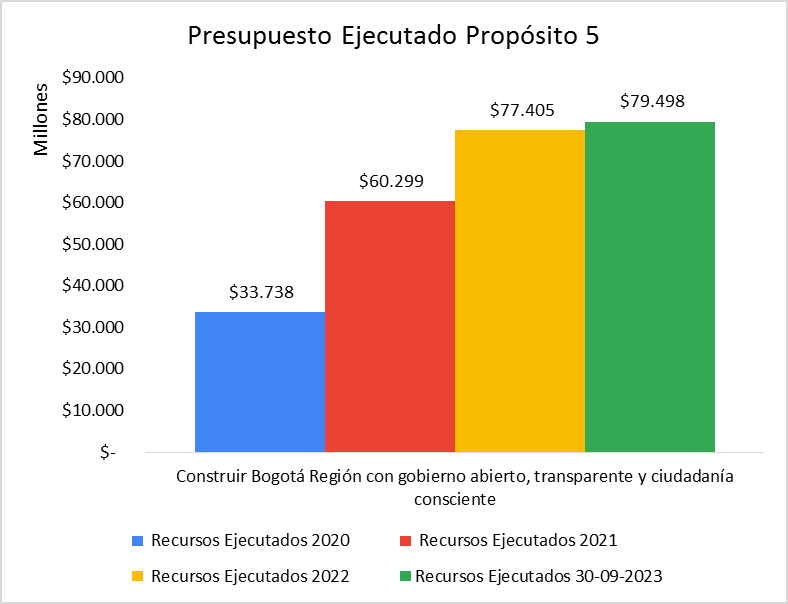 Presupuesto Ejecutado Propósito 5
Millones
$90.000
$80.000
$70.000
$60.000
$50.000
$40.000
$30.000
$20.000
$10.000
$-
$33.738
$60.299
$77.405
$79.498
Construir Bogotá Región con gobierno abierto, transparente y ciudadanía
consciente
Recursos Ejecutados 2020
Recursos Ejecutados 2021
Recursos Ejecutados 2022
Recursos Ejecutados 30-09-2023